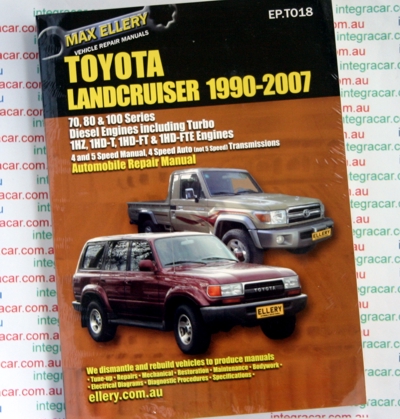 MAX ELLERY
VEHICLE REPAIR MANUALS
EP.TO18
TOYOTA
LANDCRUISER 1990-2007
70, 80 & 100 Series
Diesel Engines including Turbo
1HZ, 1HD-T, 1HD-FT & 1HD-FTE Engines
4 and 5 Speed Manual, 4 Speed Auto (not 5 Speed) Transmissions
Automobile Repair Manual
ELLERY
TOYOTA
ELLERY
We dismantle and rebuild vehicles to produce manuals
• Tune-up • Repairs • Mechanical • Restoration • Maintenance • Bodywork •
• Electrical Diagrams • Diagnostic Procedures • Specifications •
ellery.com.au
integracar.com.au